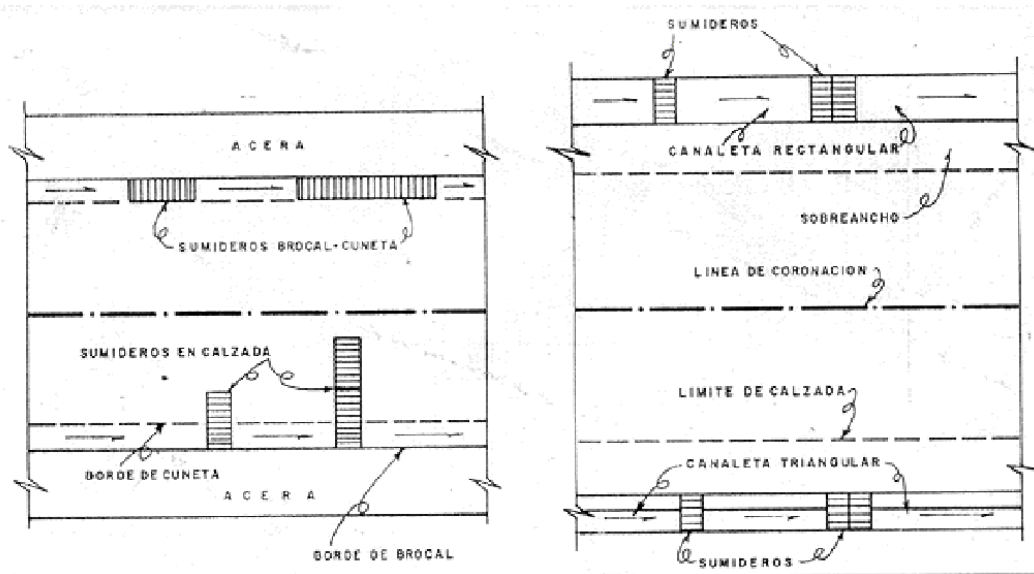 ACERA
SUMIDEROS BROCAL-CUNETA
SUMIDEROS EN CALZADA
BORDE DE CUNETA
ACERA
BORDE DE BROCAL
SUMIDEROS
CANALETA RECTANGULAR
SOBREANCHO
LINEA DE CORONACION
LIMITE DE CALZADA
CANALETA TRIANGULAR
SUMIDEROS